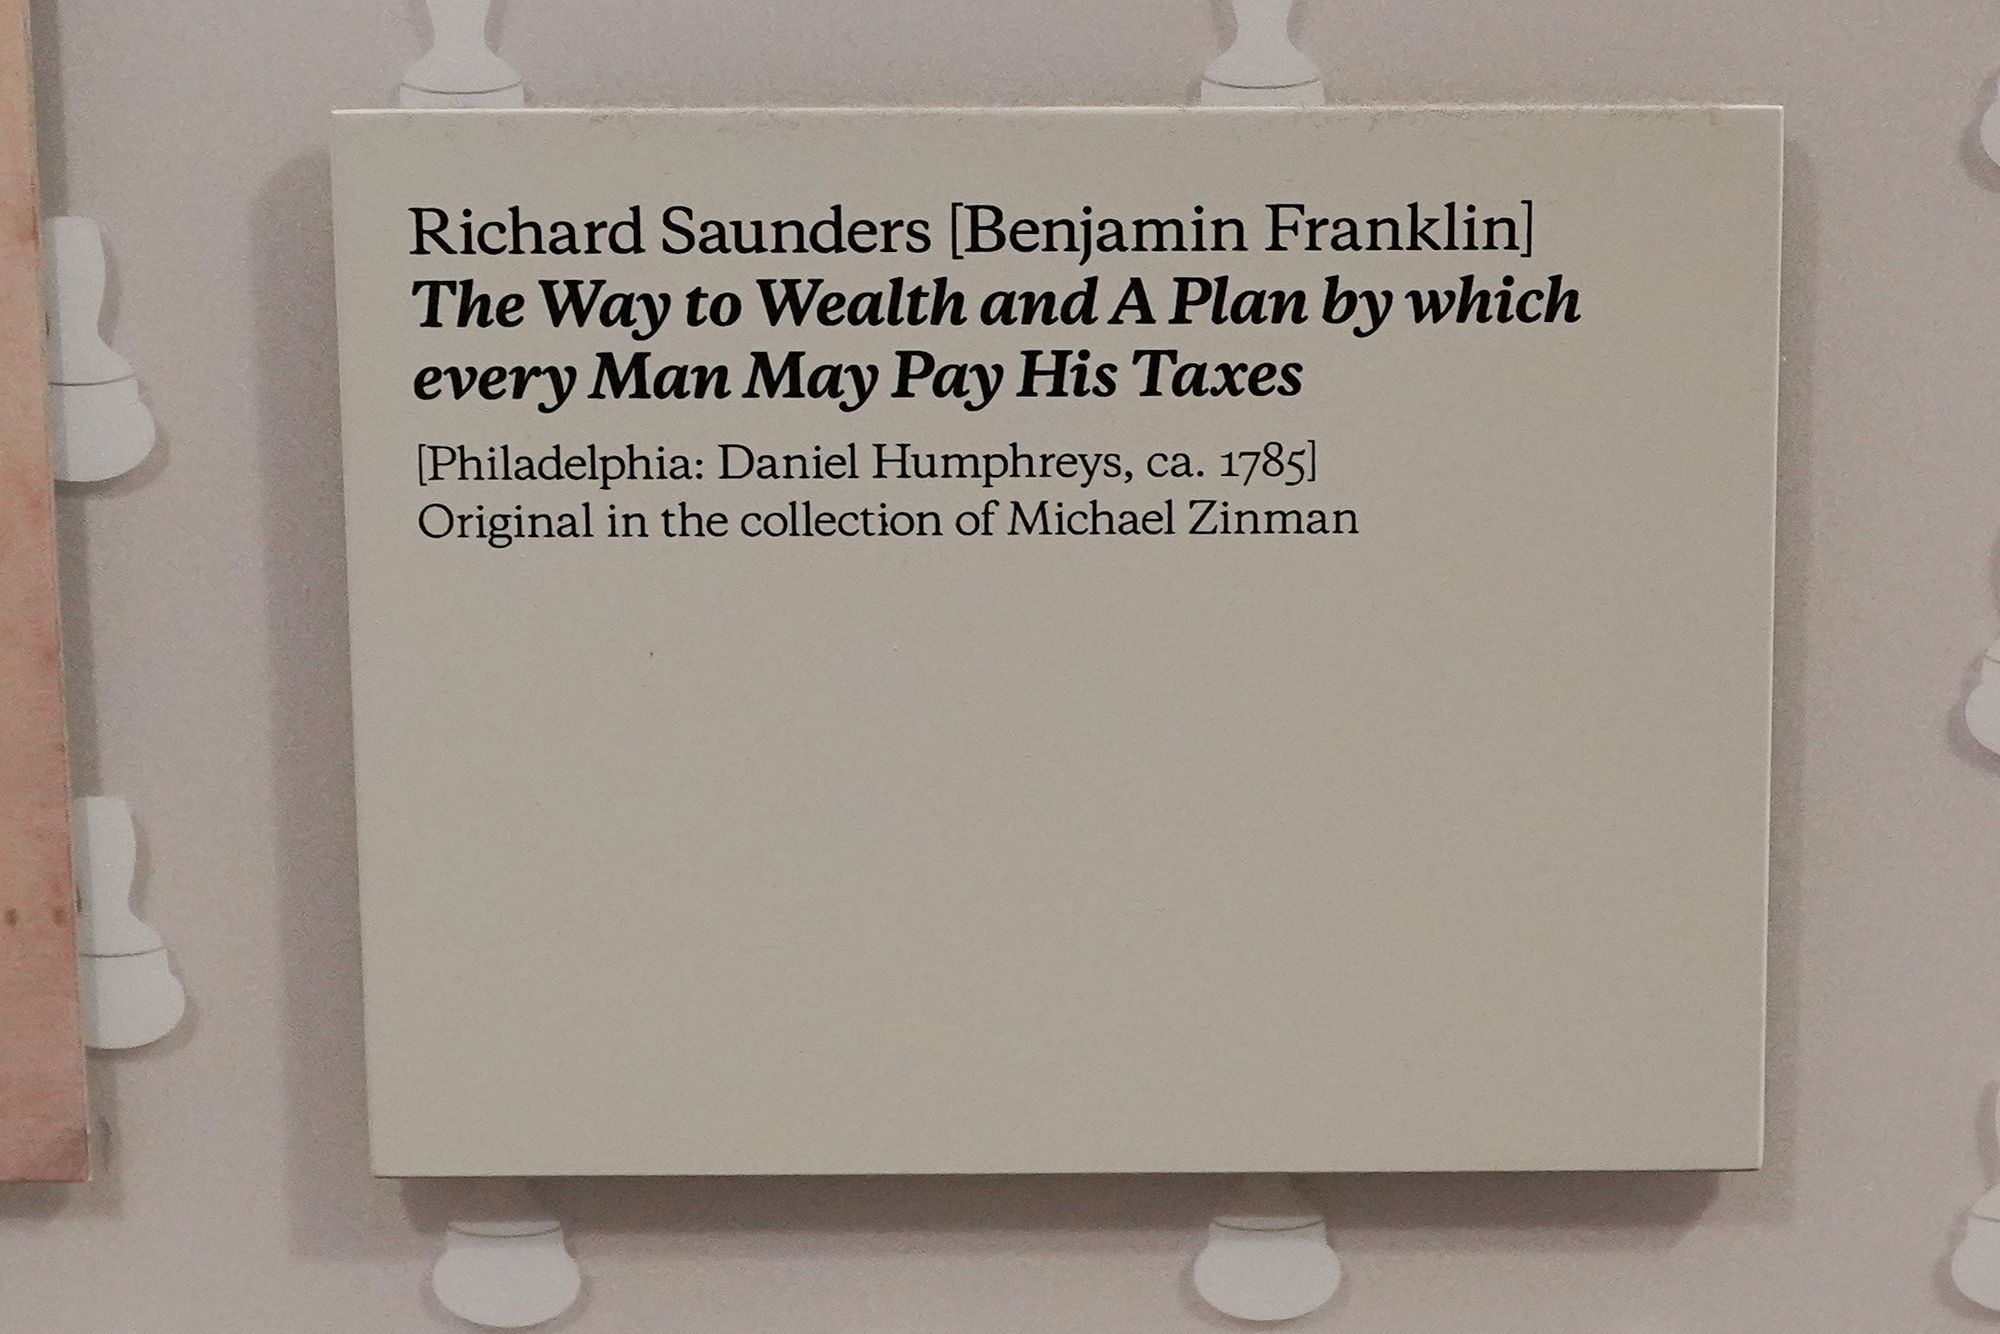 Richard Saunders [Benjamin Franklin]
The Way to Wealth and A Plan by which
every Man May Pay His Taxes
[Philadelphia: Daniel Humphreys, ca. 1785]
Original in the collection of Michael Zinman